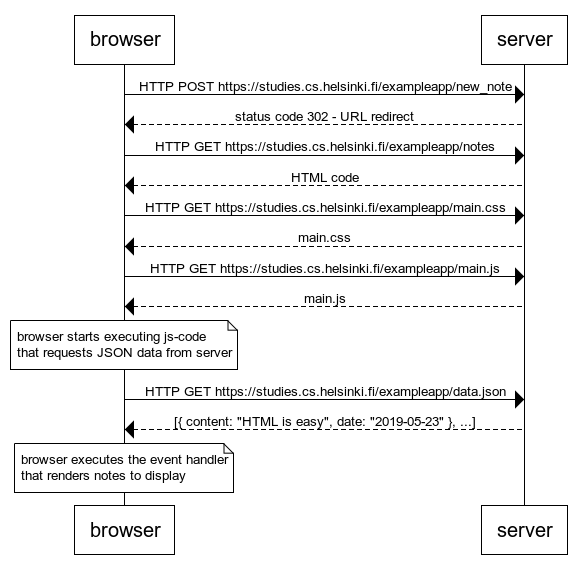 browser
server
HTTP POST https://studies.cs.helsinki.fi/exampleapp/new_note
status code 302 - URL redirect
HTTP GET https://studies.cs.helsinki.fi/exampleapp/notes
HTML code
HTTP GET https://studies.cs.helsinki.fi/exampleapp/main.css
main.css
HTTP GET https://studies.cs.helsinki.fi/exampleapp/main.js
main.js
browser starts executing js-code
that requests JSON data from server
HTTP GET https://studies.cs.helsinki.fi/exampleapp/data.json
[{ content: "HTML is easy", date: "2019-05-23" }, ...]
browser executes the event handler
that renders notes to display
browser
server